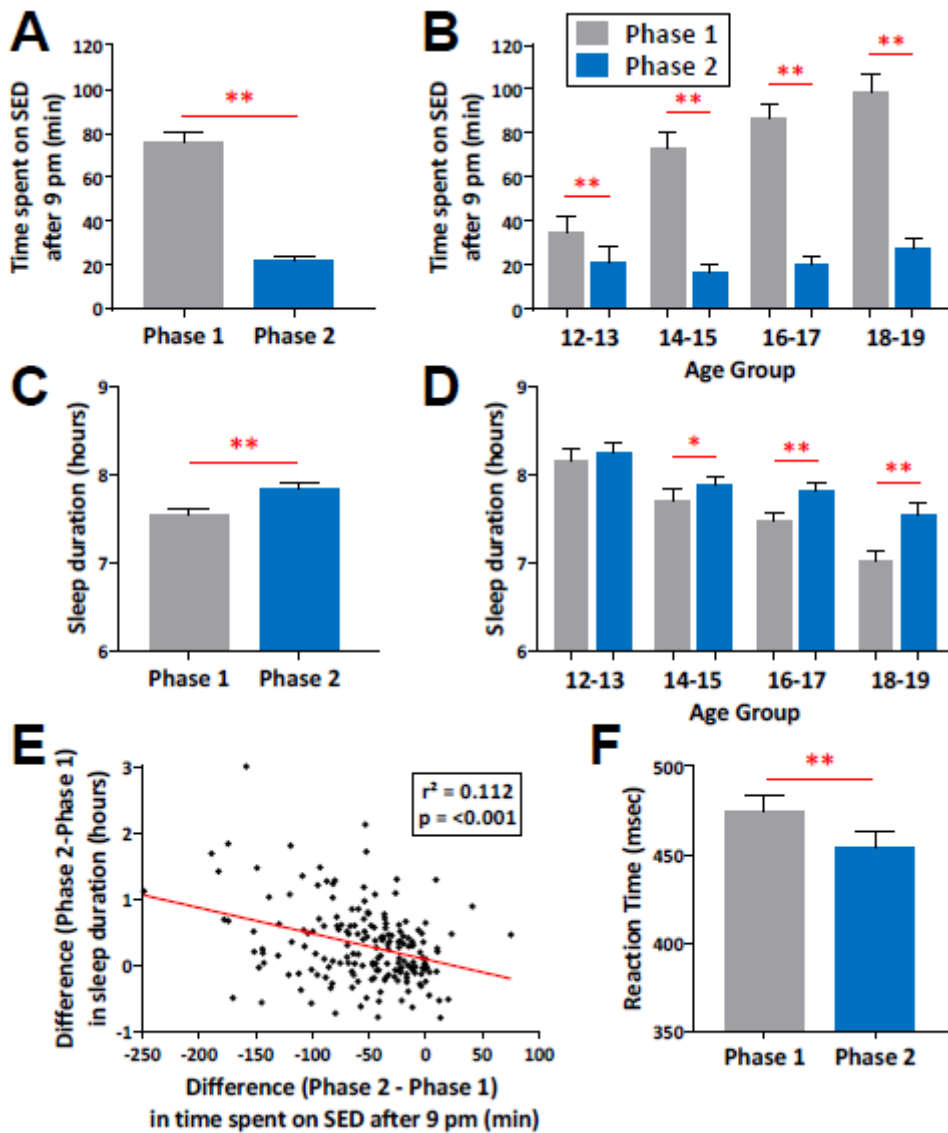 A
Time spent on SED
after 9 pm (min)
120
100
80
60
40
20
0
**
Phase 1
Phase 2
B
Time spent on SED
after 9 pm (min)
120
100
80
60
40
20
0
Phase 1
Phase 2
**
**
**
**
12-13
14-15
16-17
18-19
Age Group
C
Sleep duration (hours)
9
8
7
6
**
Phase 1
Phase 2
D
Sleep duration (hours)
9
8
7
6
*
**
**
12-13
14-15
16-17
18-19
Age Group
E
Difference (Phase 2-Phase 1)
in sleep duration (hours)
3
2
1
0
-1
r² = 0.112
p = <0.001
-250
-200
-150
-100
-50
0
50
100
Difference (Phase 2 - Phase 1)
in time spent on SED after 9 pm (min)
F
Reaction Time (msec)
500
450
400
350
**
Phase 1
Phase 2